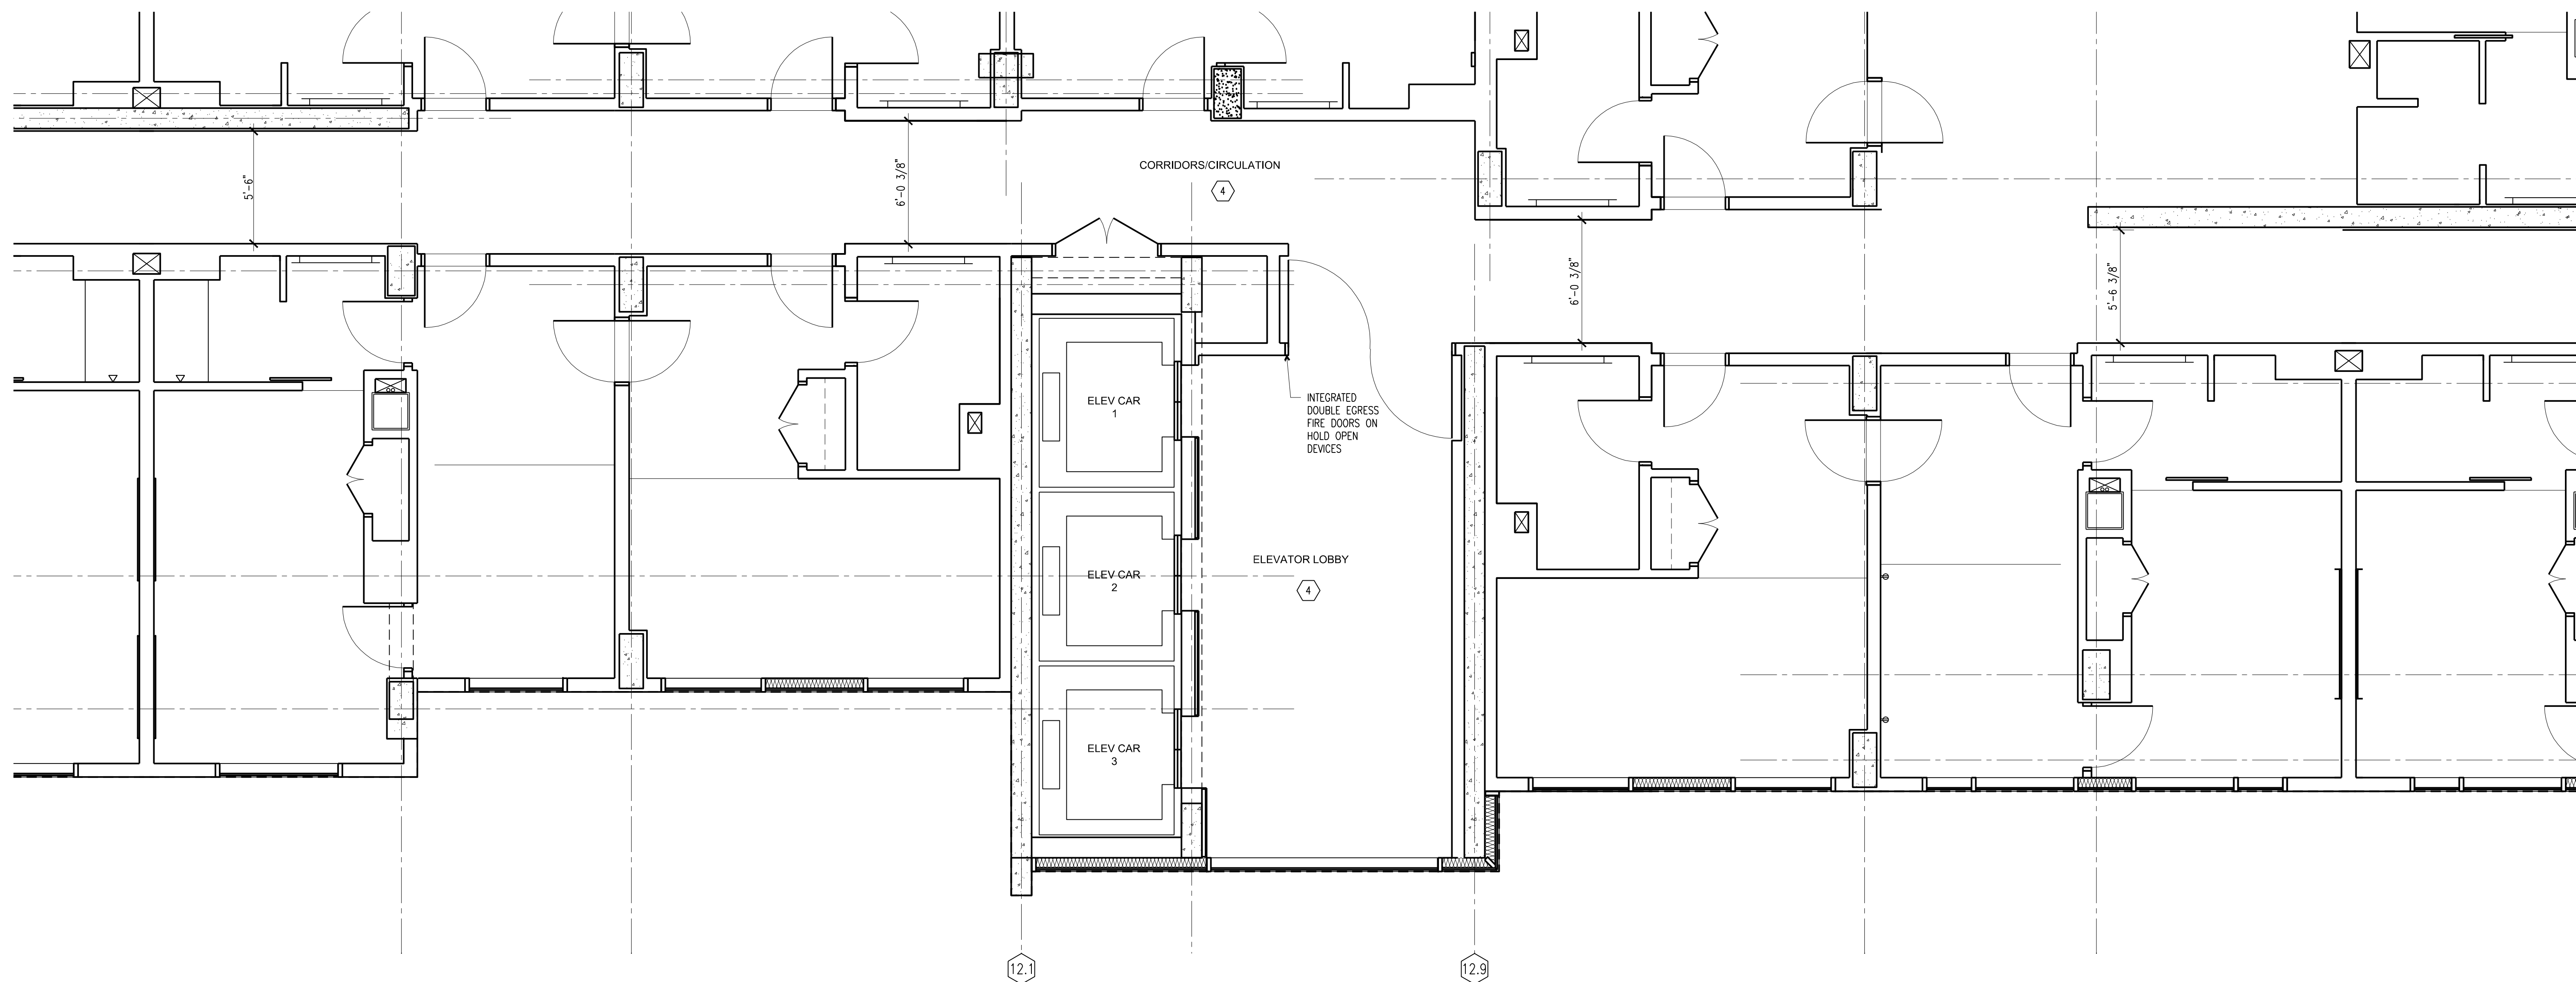 CORRIDORS/CIRCULATION
4
5'-6"
6'-0 3/8"
6'-0 3/8"
5'-6 3/8"
ELEV CAR
1
INTEGRATED
DOUBLE EGRESS
FIRE DOORS ON
HOLD OPEN
DEVICES
ELEVATOR LOBBY
4
ELEV CAR
2
ELEV CAR
3
12.1
12.9